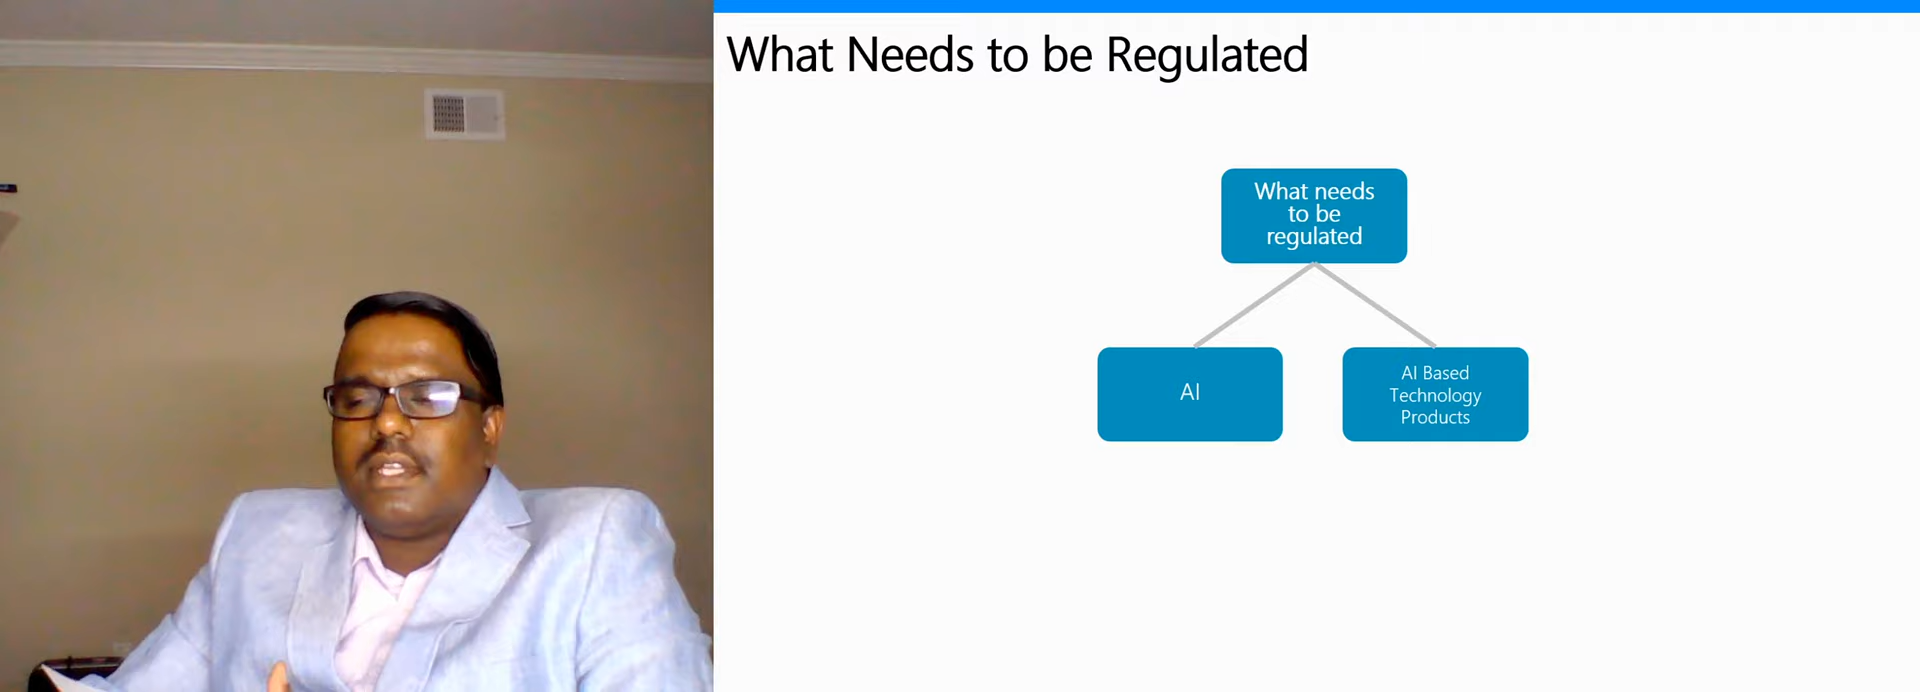 What Needs to be Regulated
What needs
to be
regulated
AI
AI Based
Technology
Products